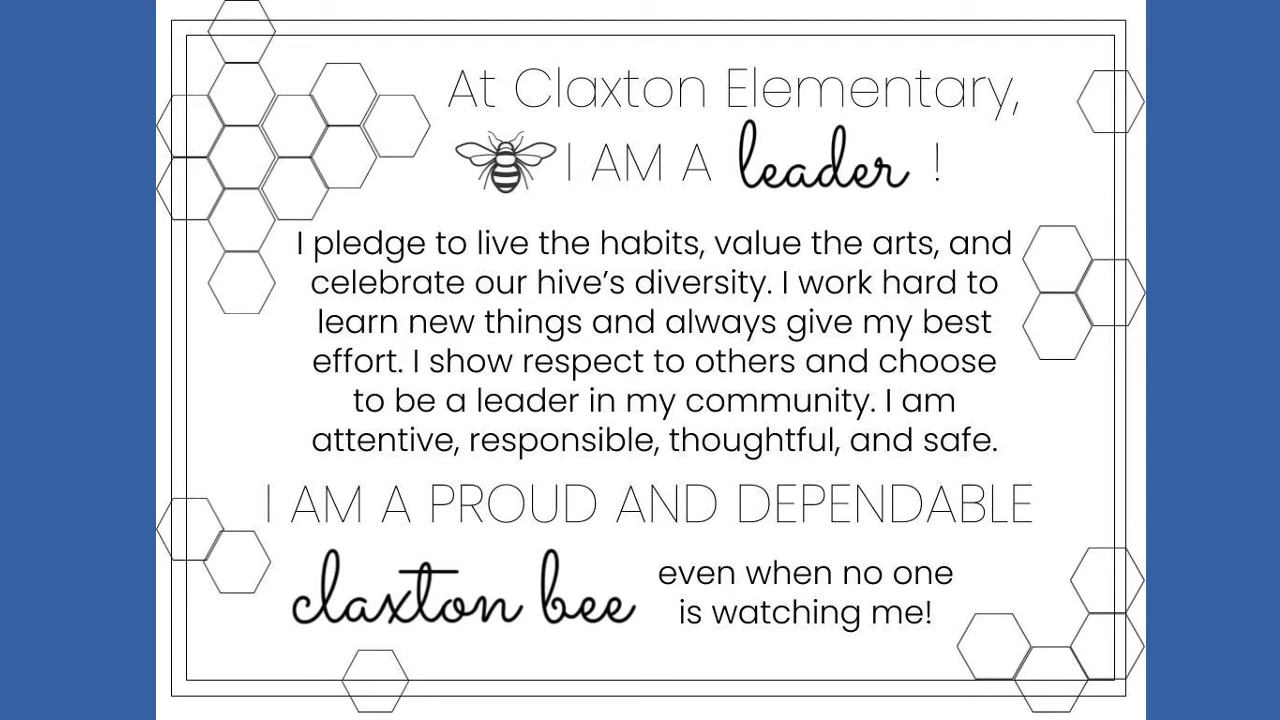 At Claxton Elementary,
I AM A leader !
I pledge to live the habits, value the arts, and
celebrate our hive’s diversity. I work hard to
learn new things and always give my best
effort. I show respect to others and choose
to be a leader in my community. I am
attentive, responsible, thoughtful, and safe.
I AM A PROUD AND DEPENDABLE
claxton bee
even when no one
is watching me!